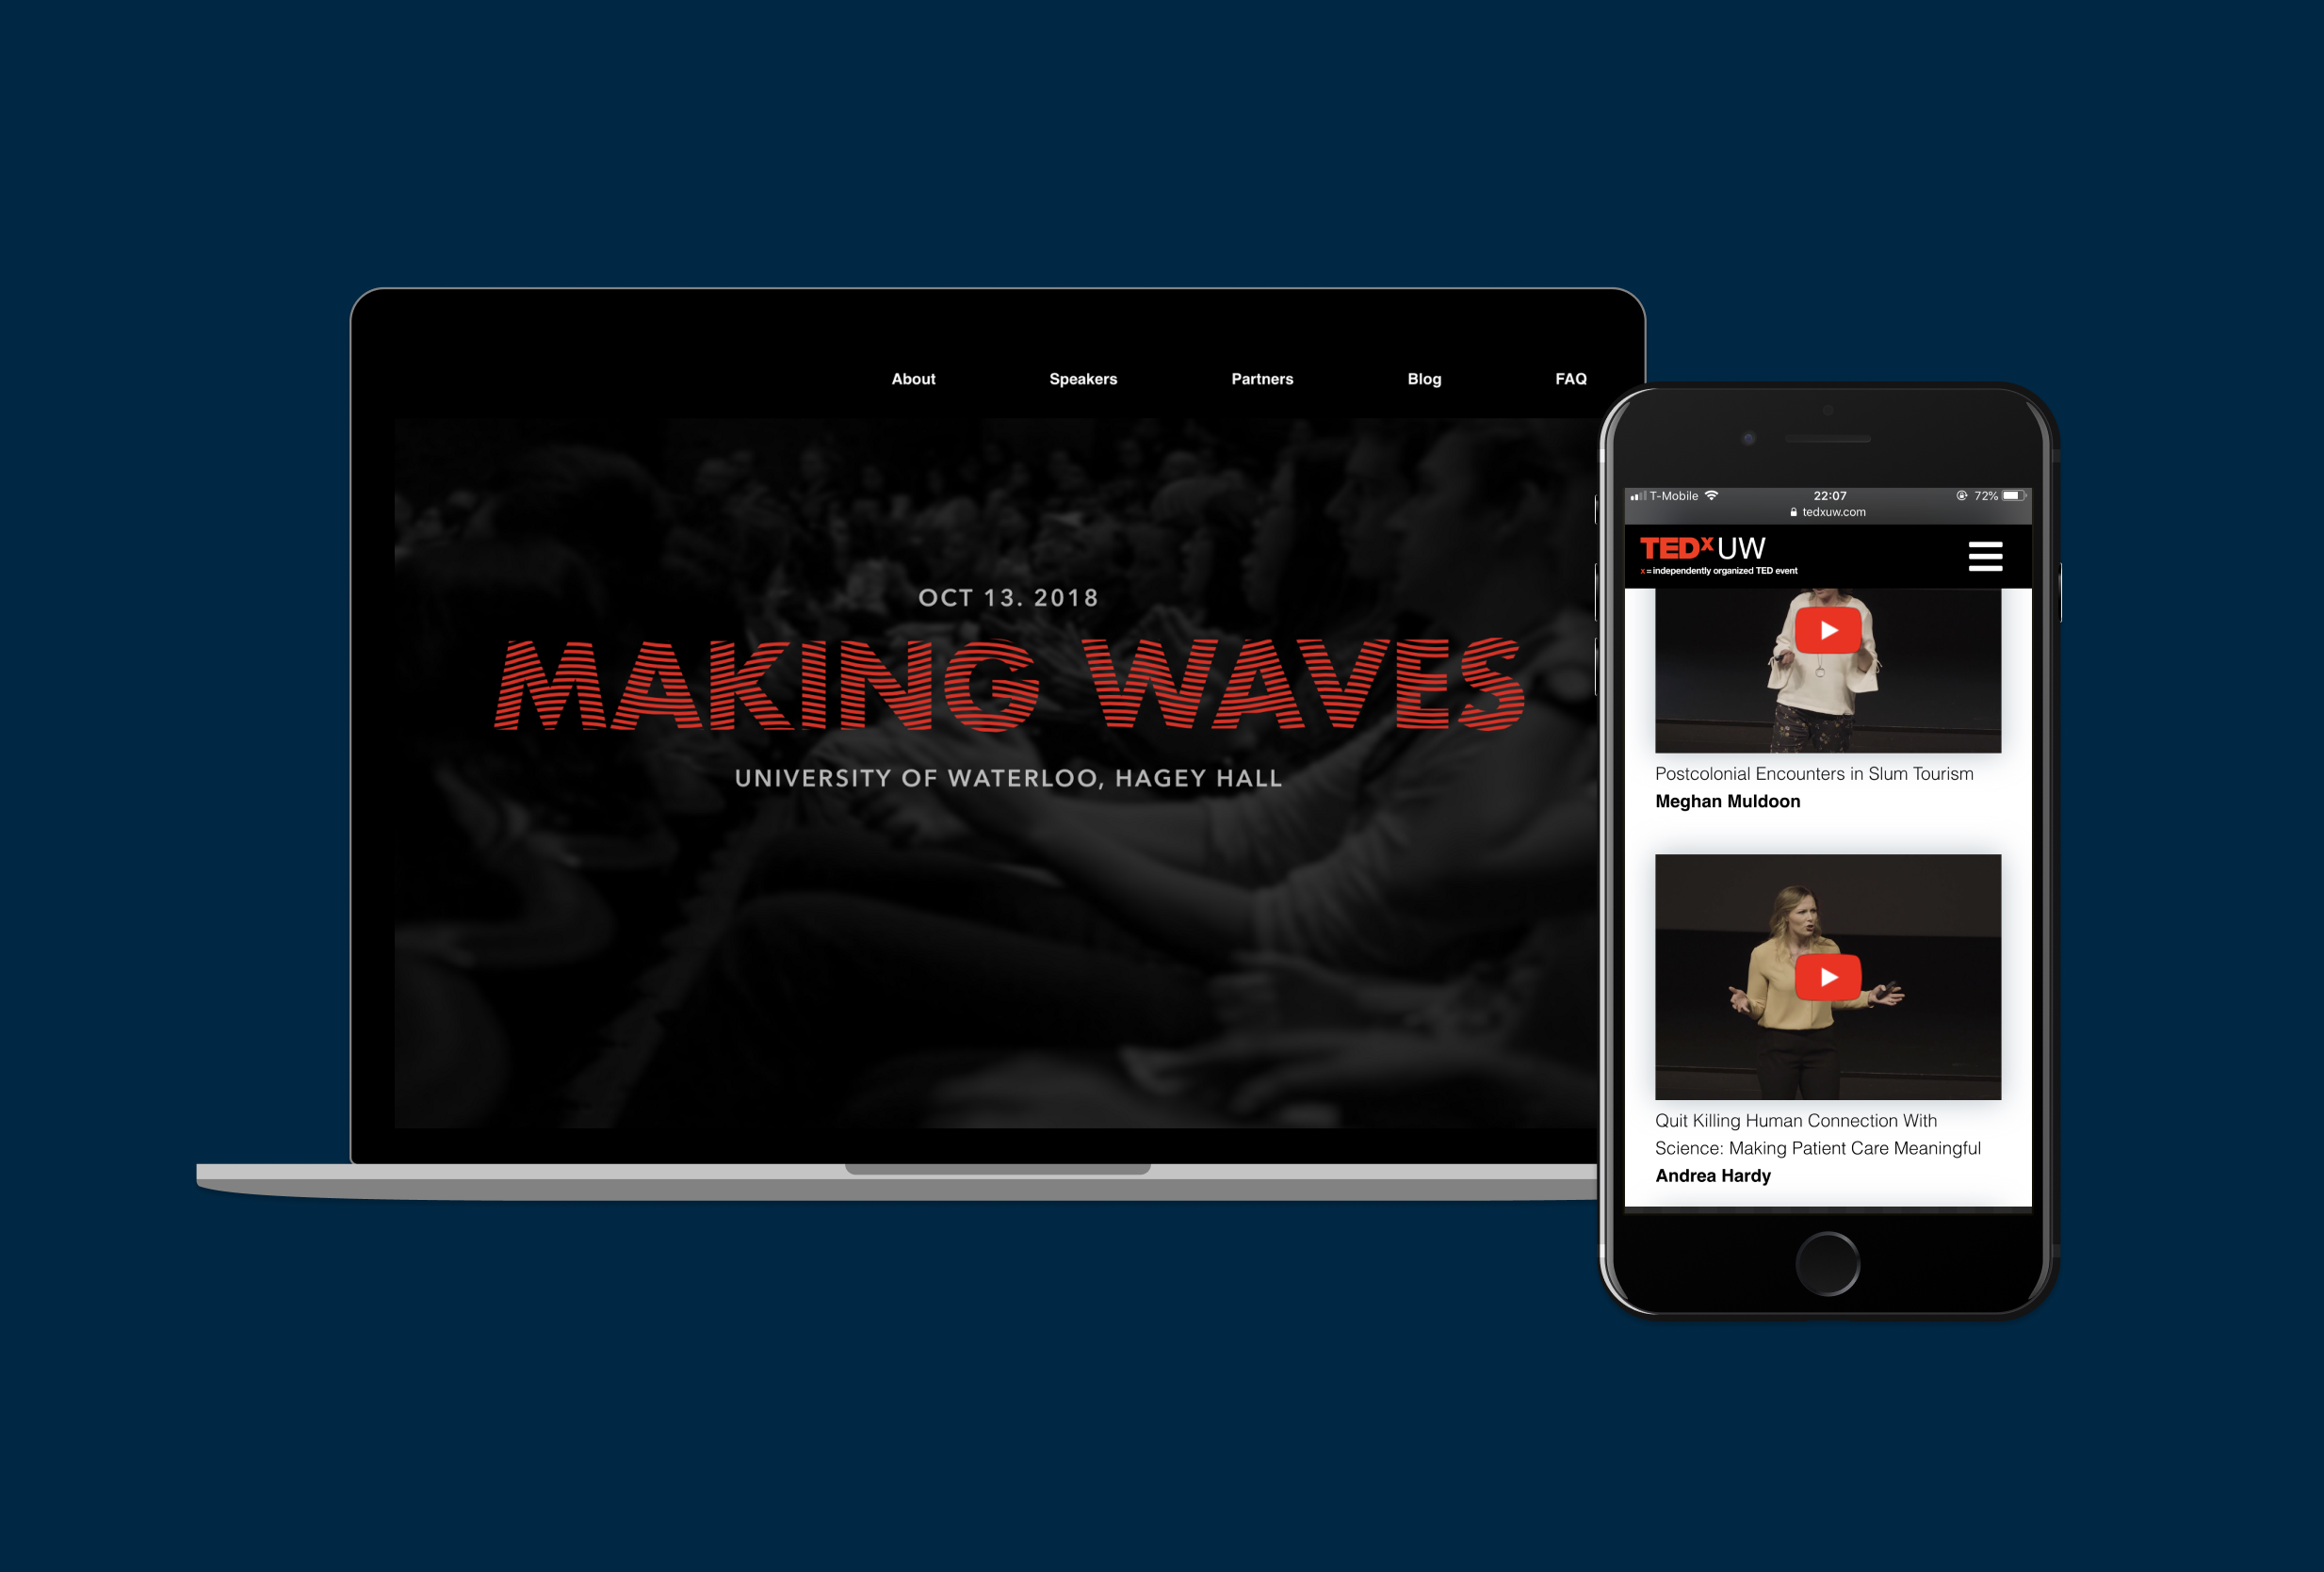 About Speakers Partners Blog FAQ
OCT 13. 2018
MAKING WAVES
UNIVERSITY OF WATERLOO, HAGEY HALL
T-Mobile 22:07 72%
tedxuw.com
TEDx UW
x = independently organized TED event
Postcolonial Encounters in Slum Tourism
Meghan Muldoon
Quit Killing Human Connection With
Science: Making Patient Care Meaningful
Andrea Hardy